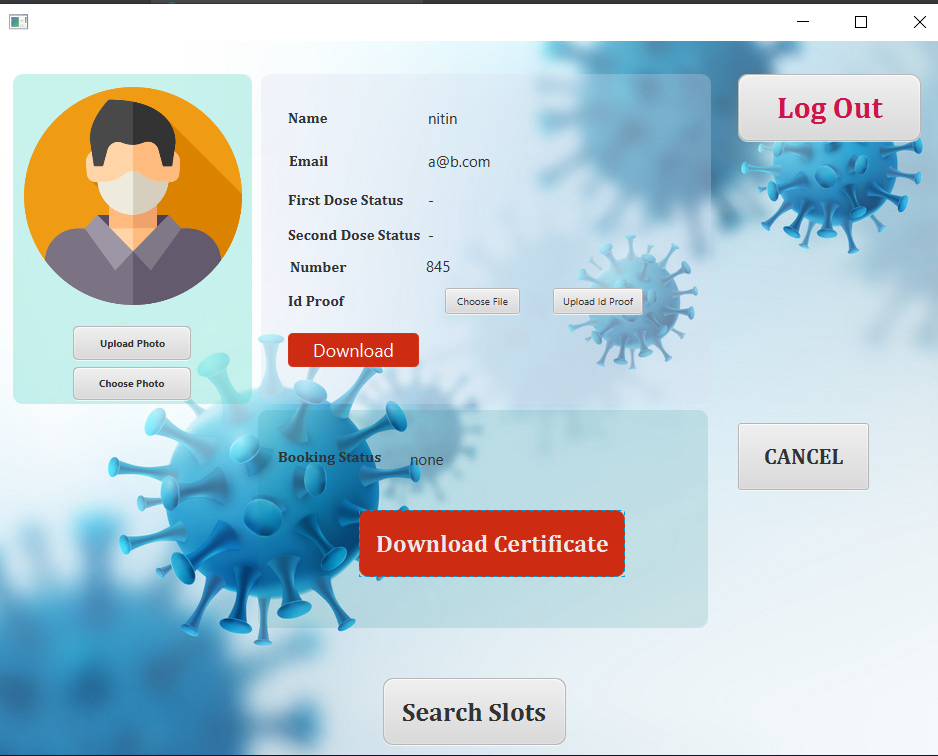 Log Out
Name nitin
Email a@b.com
First Dose Status -
Second Dose Status -
Number 845
Id Proof Choose File Upload Id Proof
Upload Photo
Download
Choose Photo
Booking Status none
CANCEL
Download Certificate
Search Slots